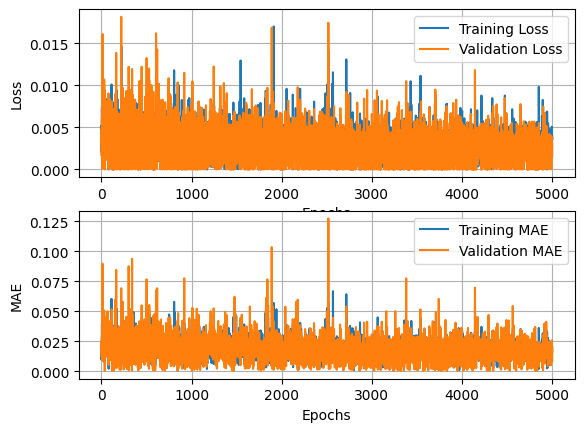 Training Loss
Validation Loss
Loss
0.015
0.010
0.005
0.000
0 1000 2000 3000 4000 5000
Epochs
Training MAE
Validation MAE
MAE
0.125
0.100
0.075
0.050
0.025
0.000
0 1000 2000 3000 4000 5000
Epochs